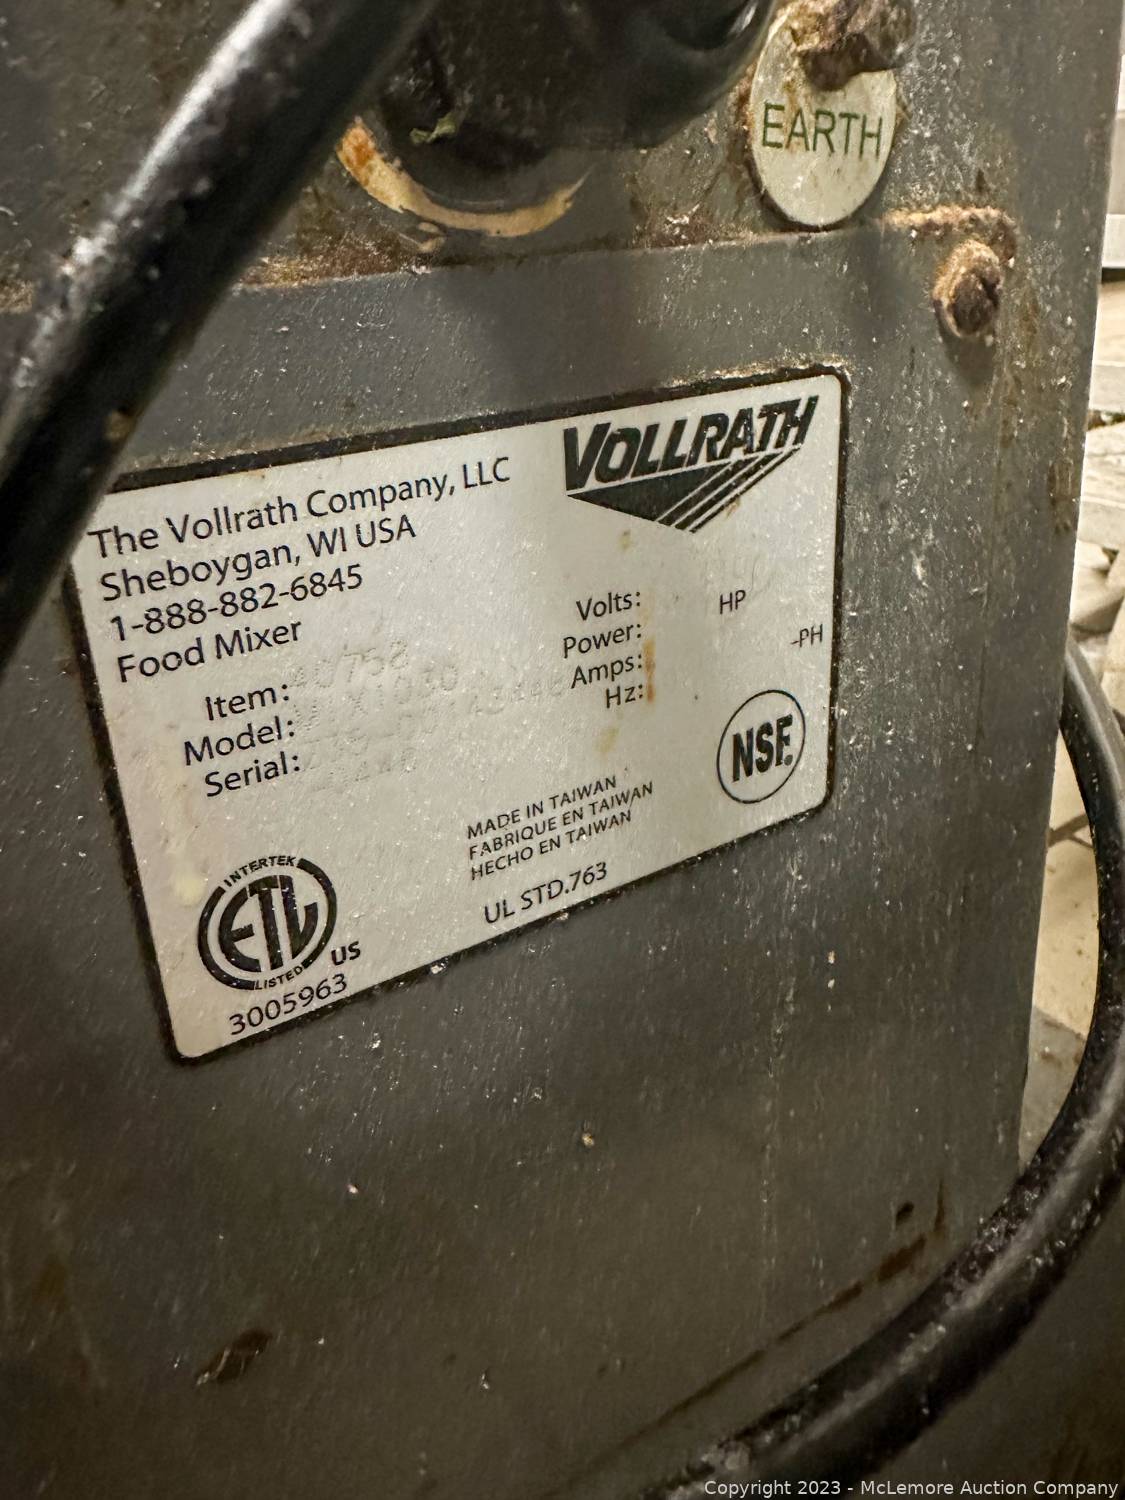 EARTH
The Vollrath Company, LLC
Sheboygan, WI USA
1-888-882-6845
Food Mixer
VOLLRATH
Item: 40758
Model:
Serial:
Volts:
Power: HP
Amps: -PH
Hz:
NSF.
MADE IN TAIWAN
FABRIQUE EN TAIWAN
HECHO EN TAIWAN
UL STD.763
INTERTEK
ETL
LISTED
US
3005963
Copyright 2023 - McLemore Auction Company